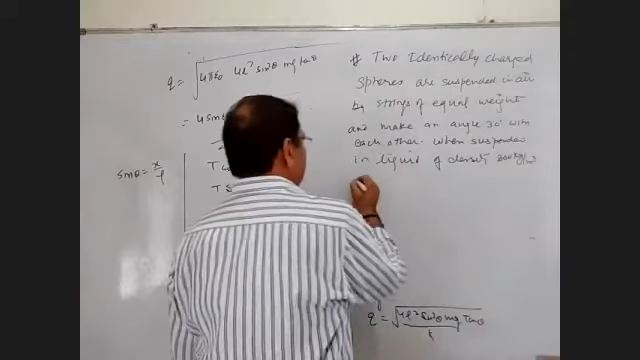 q = √4πε₀ 4l² sin²θ mg tanθ
= 4 sinθ
sinθ = x/l
T
T
# Two Identically charged
spheres are suspended in air
by strings of equal weight
and make an angle 30° with
each other. When suspended
in liquid of density 800kg/
q = √4l² sin²θ mg tanθ / k